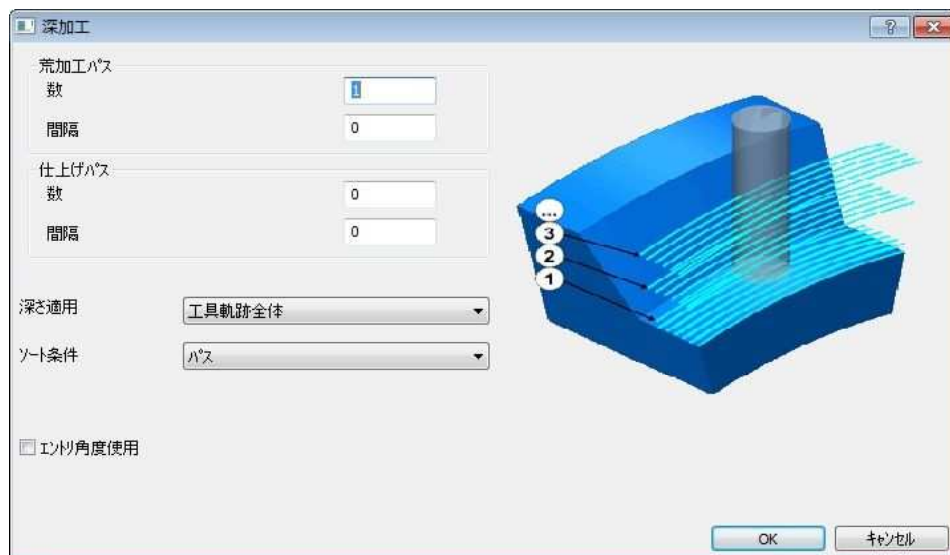 深加工
荒加工パス
数
1
間隔
0
仕上げパス
数
0
間隔
0
深さ適用
工具軌跡全体
ソート条件
パス
エントリ角度使用
...
3
2
1
OK
キャンセル